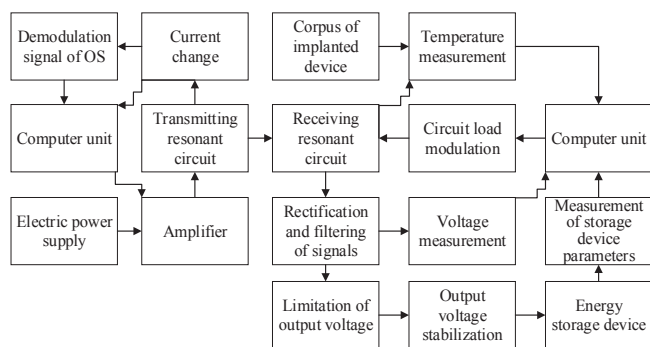 Demodulation
signal of OS
Current
change
Corpus of
implanted
device
Temperature
measurement
Computer unit
Transmitting
resonant
circuit
Receiving
resonant
circuit
Circuit load
modulation
Computer unit
Electric power
supply
Amplifier
Rectification
and filtering
of signals
Voltage
measurement
Measurement
of storage
device
parameters
Limitation of
output voltage
Output
voltage
stabilization
Energy
storage device